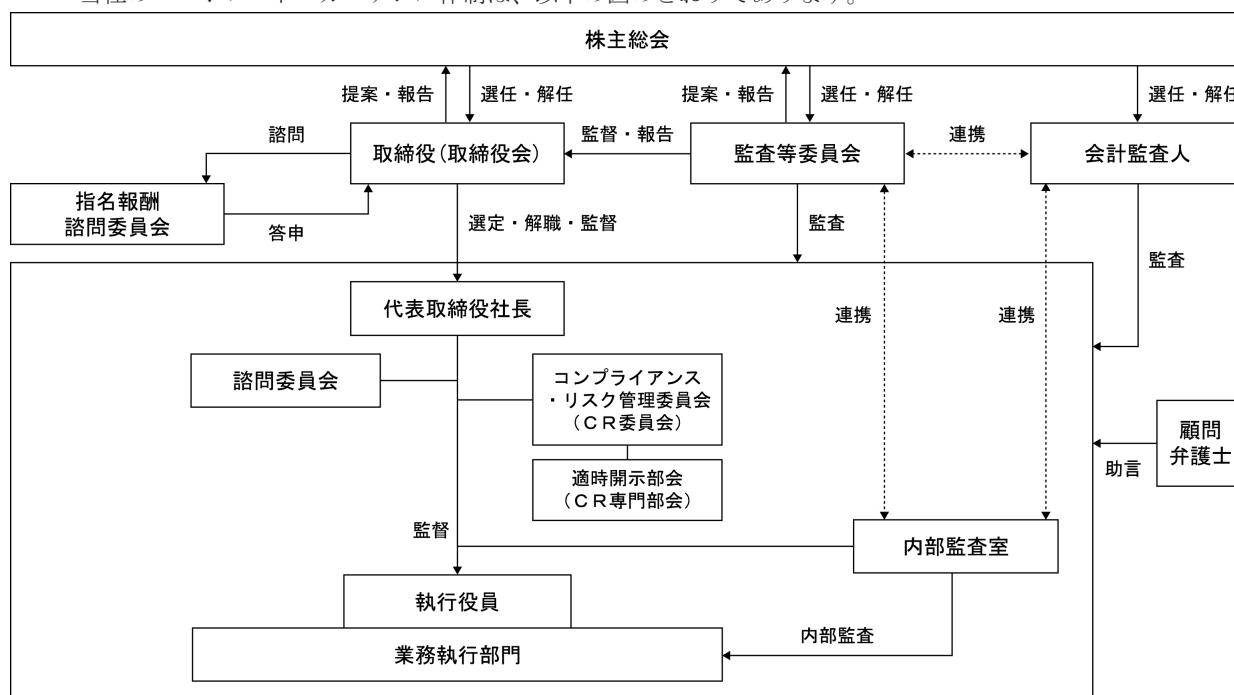 株主総会
提案・報告
選任・解任
提案・報告
選任・解任
選任・解任
諮問
取締役(取締役会)
監督・報告
監査等委員会
連携
会計監査人
指名報酬
諮問委員会
答申
選定・解職・監督
監査
監査
代表取締役社長
連携
連携
諮問委員会
コンプライアンス
・リスク管理委員会
(CR委員会)
適時開示部会
(CR専門部会)
顧問
弁護士
助言
監督
内部監査室
執行役員
内部監査
業務執行部門